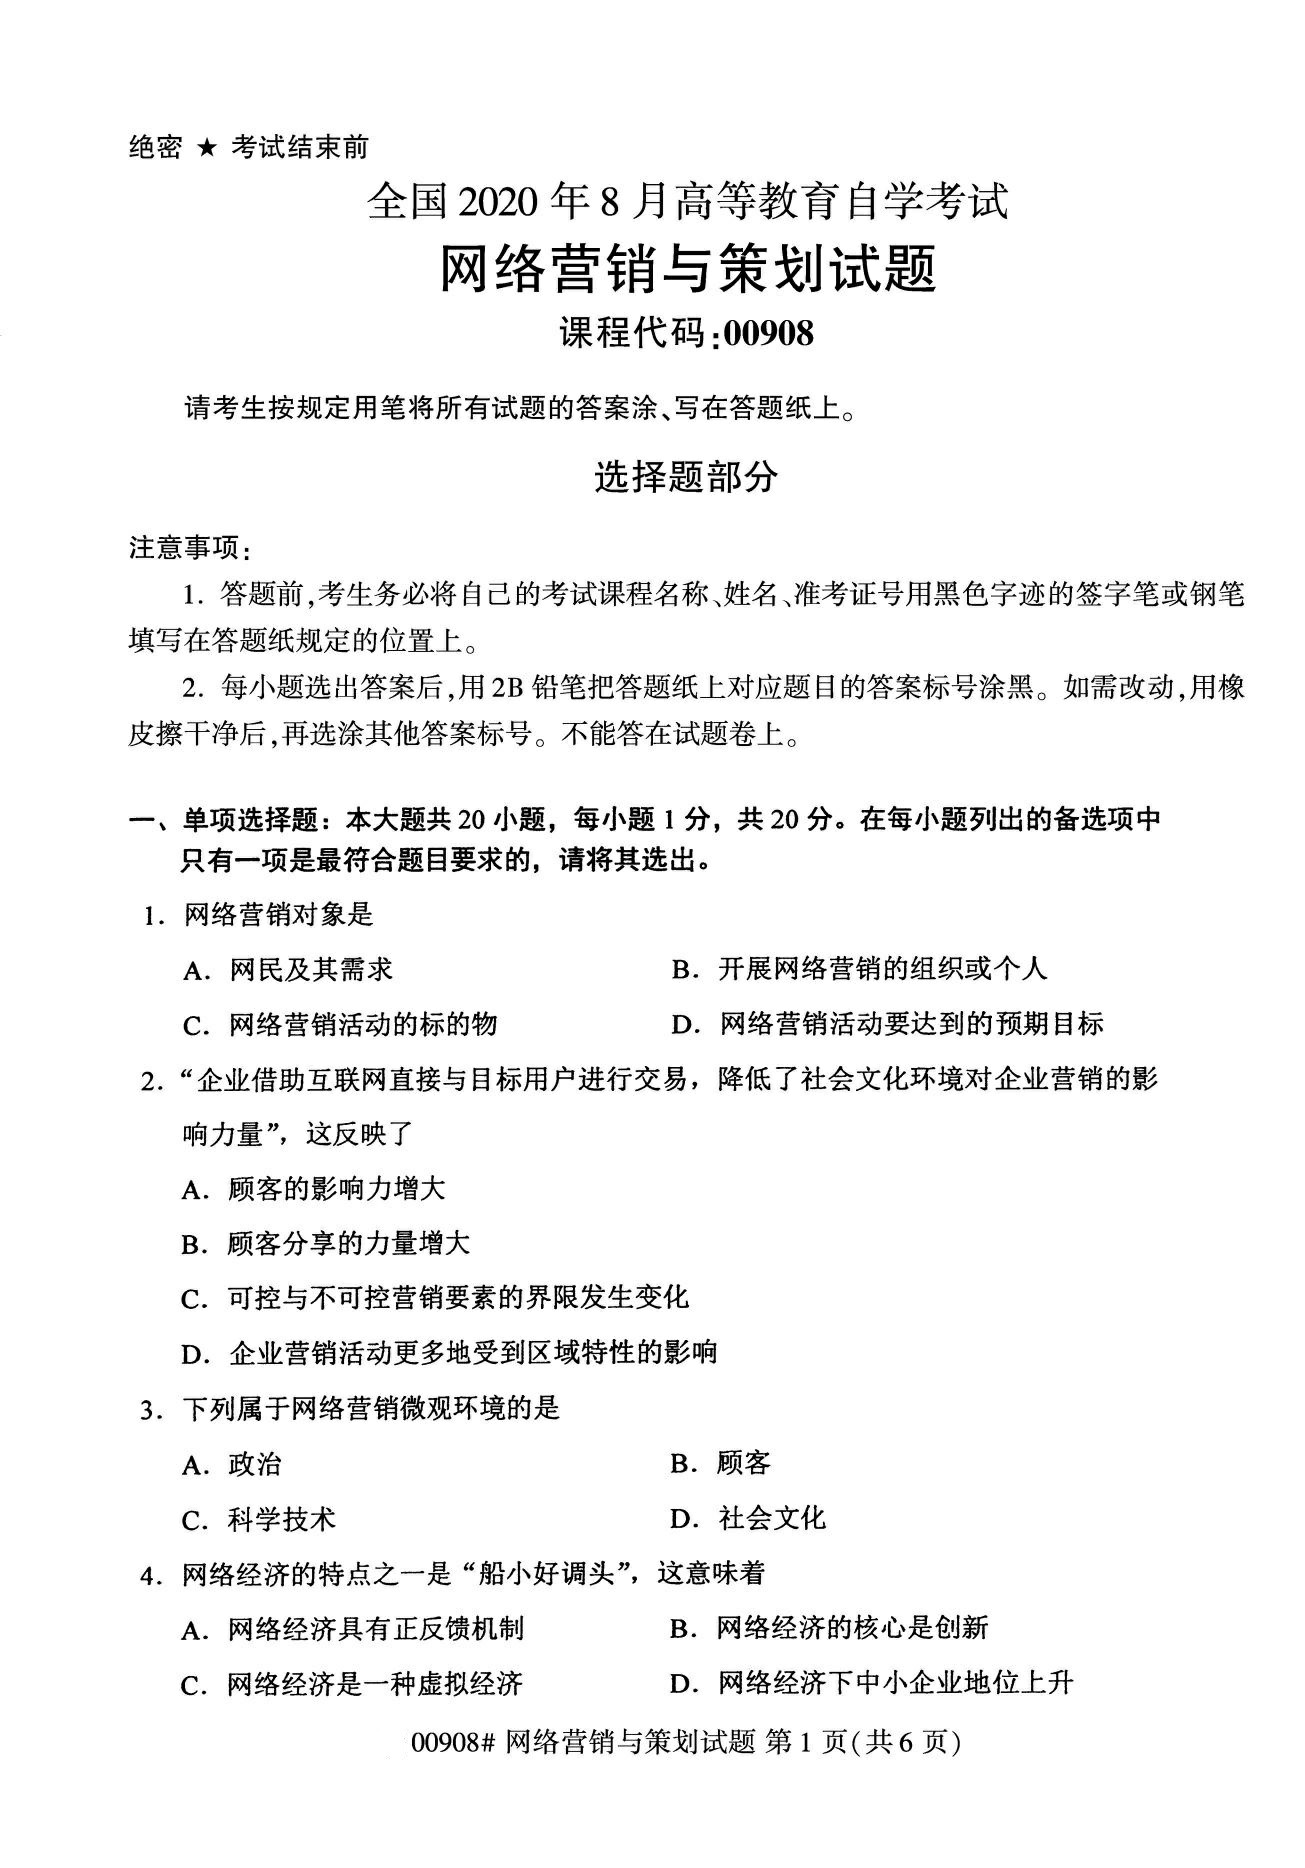 绝密 ★ 考试结束前
全国 2020 年 8 月高等教育自学考试
网络营销与策划试题
课程代码:00908
请考生按规定用笔将所有试题的答案涂、写在答题纸上。
选择题部分
注意事项:
1. 答题前,考生务必将自己的考试课程名称、姓名、准考证号用黑色字迹的签字笔或钢笔
填写在答题纸规定的位置上。
2. 每小题选出答案后,用 2B 铅笔把答题纸上对应题目的答案标号涂黑。如需改动,用橡
皮擦干净后,再选涂其他答案标号。不能答在试题卷上。
一、单项选择题：本大题共 20 小题，每小题 1 分，共 20 分。在每小题列出的备选项中
只有一项是最符合题目要求的，请将其选出。
1. 网络营销对象是
A. 网民及其需求 B. 开展网络营销的组织或个人
C. 网络营销活动的标的物 D. 网络营销活动要达到的预期目标
2. “企业借助互联网直接与目标用户进行交易，降低了社会文化环境对企业营销的影
响力量”，这反映了
A. 顾客的影响力增大
B. 顾客分享的力量增大
C. 可控与不可控营销要素的界限发生变化
D. 企业营销活动更多地受到区域特性的影响
3. 下列属于网络营销微观环境的是
A. 政治 B. 顾客
C. 科学技术 D. 社会文化
4. 网络经济的特点之一是“船小好调头”，这意味着
A. 网络经济具有正反馈机制 B. 网络经济的核心是创新
C. 网络经济是一种虚拟经济 D. 网络经济下中小企业地位上升
00908# 网络营销与策划试题 第 1 页(共 6 页)